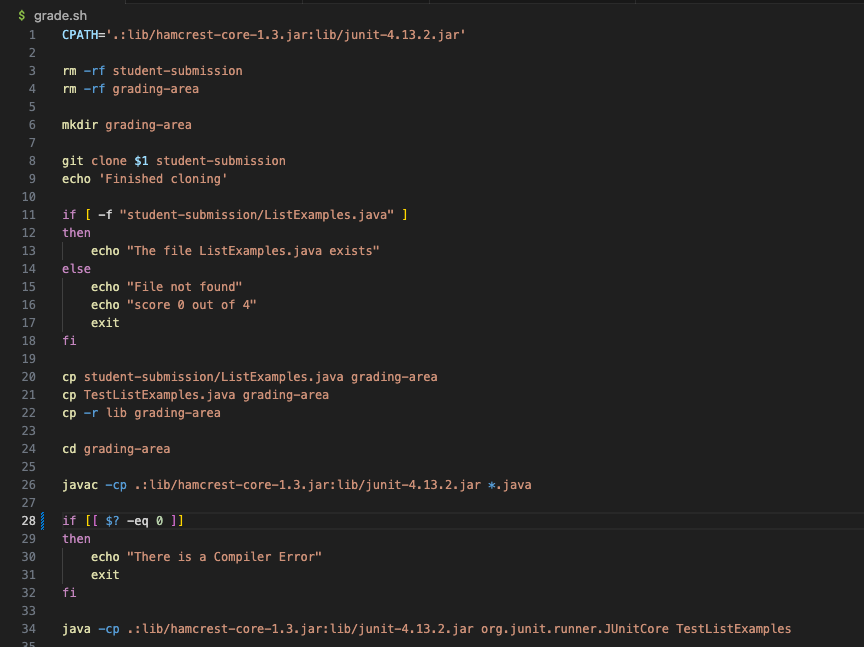 $ grade.sh
1 CPATH='.:lib/hamcrest-core-1.3.jar:lib/junit-4.13.2.jar'
2
3 rm -rf student-submission
4 rm -rf grading-area
5
6 mkdir grading-area
7
8 git clone $1 student-submission
9 echo 'Finished cloning'
10
11 if [ -f "student-submission/ListExamples.java" ]
12 then
13 echo "The file ListExamples.java exists"
14 else
15 echo "File not found"
16 echo "score 0 out of 4"
17 exit
18 fi
19
20 cp student-submission/ListExamples.java grading-area
21 cp TestListExamples.java grading-area
22 cp -r lib grading-area
23
24 cd grading-area
25
26 javac -cp .:lib/hamcrest-core-1.3.jar:lib/junit-4.13.2.jar *.java
27
28 if [[ $? -eq 0 ]]
29 then
30 echo "There is a Compiler Error"
31 exit
32 fi
33
34 java -cp .:lib/hamcrest-core-1.3.jar:lib/junit-4.13.2.jar org.junit.runner.JUnitCore TestListExamples
35